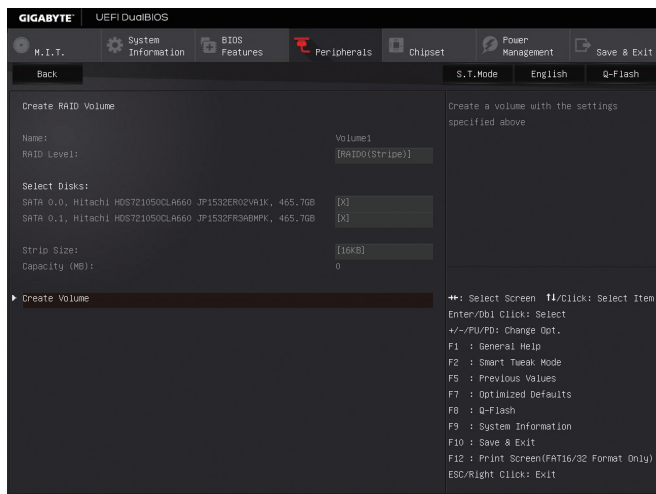 GIGABYTE™ UEFI DualBIOS
M.I.T. System Information BIOS Features Peripherals Chipset Power Management Save & Exit
Back S.T.Mode English Q-Flash
Create RAID Volume
Name: Volume1
RAID Level: [RAID0(Stripe)]
Select Disks:
SATA 0.0, Hitachi HDS721050CLA660 JP1532ER02VA1K, 465.7GB [X]
SATA 0.1, Hitachi HDS721050CLA660 JP1532FR3ABMPK, 465.7GB [X]
Strip Size: [16KB]
Capacity (MB): 0
Create Volume
Create a volume with the settings
specified above
: Select Screen ↑↓/Click: Select Item
Enter/Dbl Click: Select
+/-/PU/PD: Change Opt.
F1 : General Help
F2 : Smart Tweak Mode
F5 : Previous Values
F7 : Optimized Defaults
F8 : Q-Flash
F9 : System Information
F10 : Save & Exit
F12 : Print Screen(FAT16/32 Format Only)
ESC/Right Click: Exit